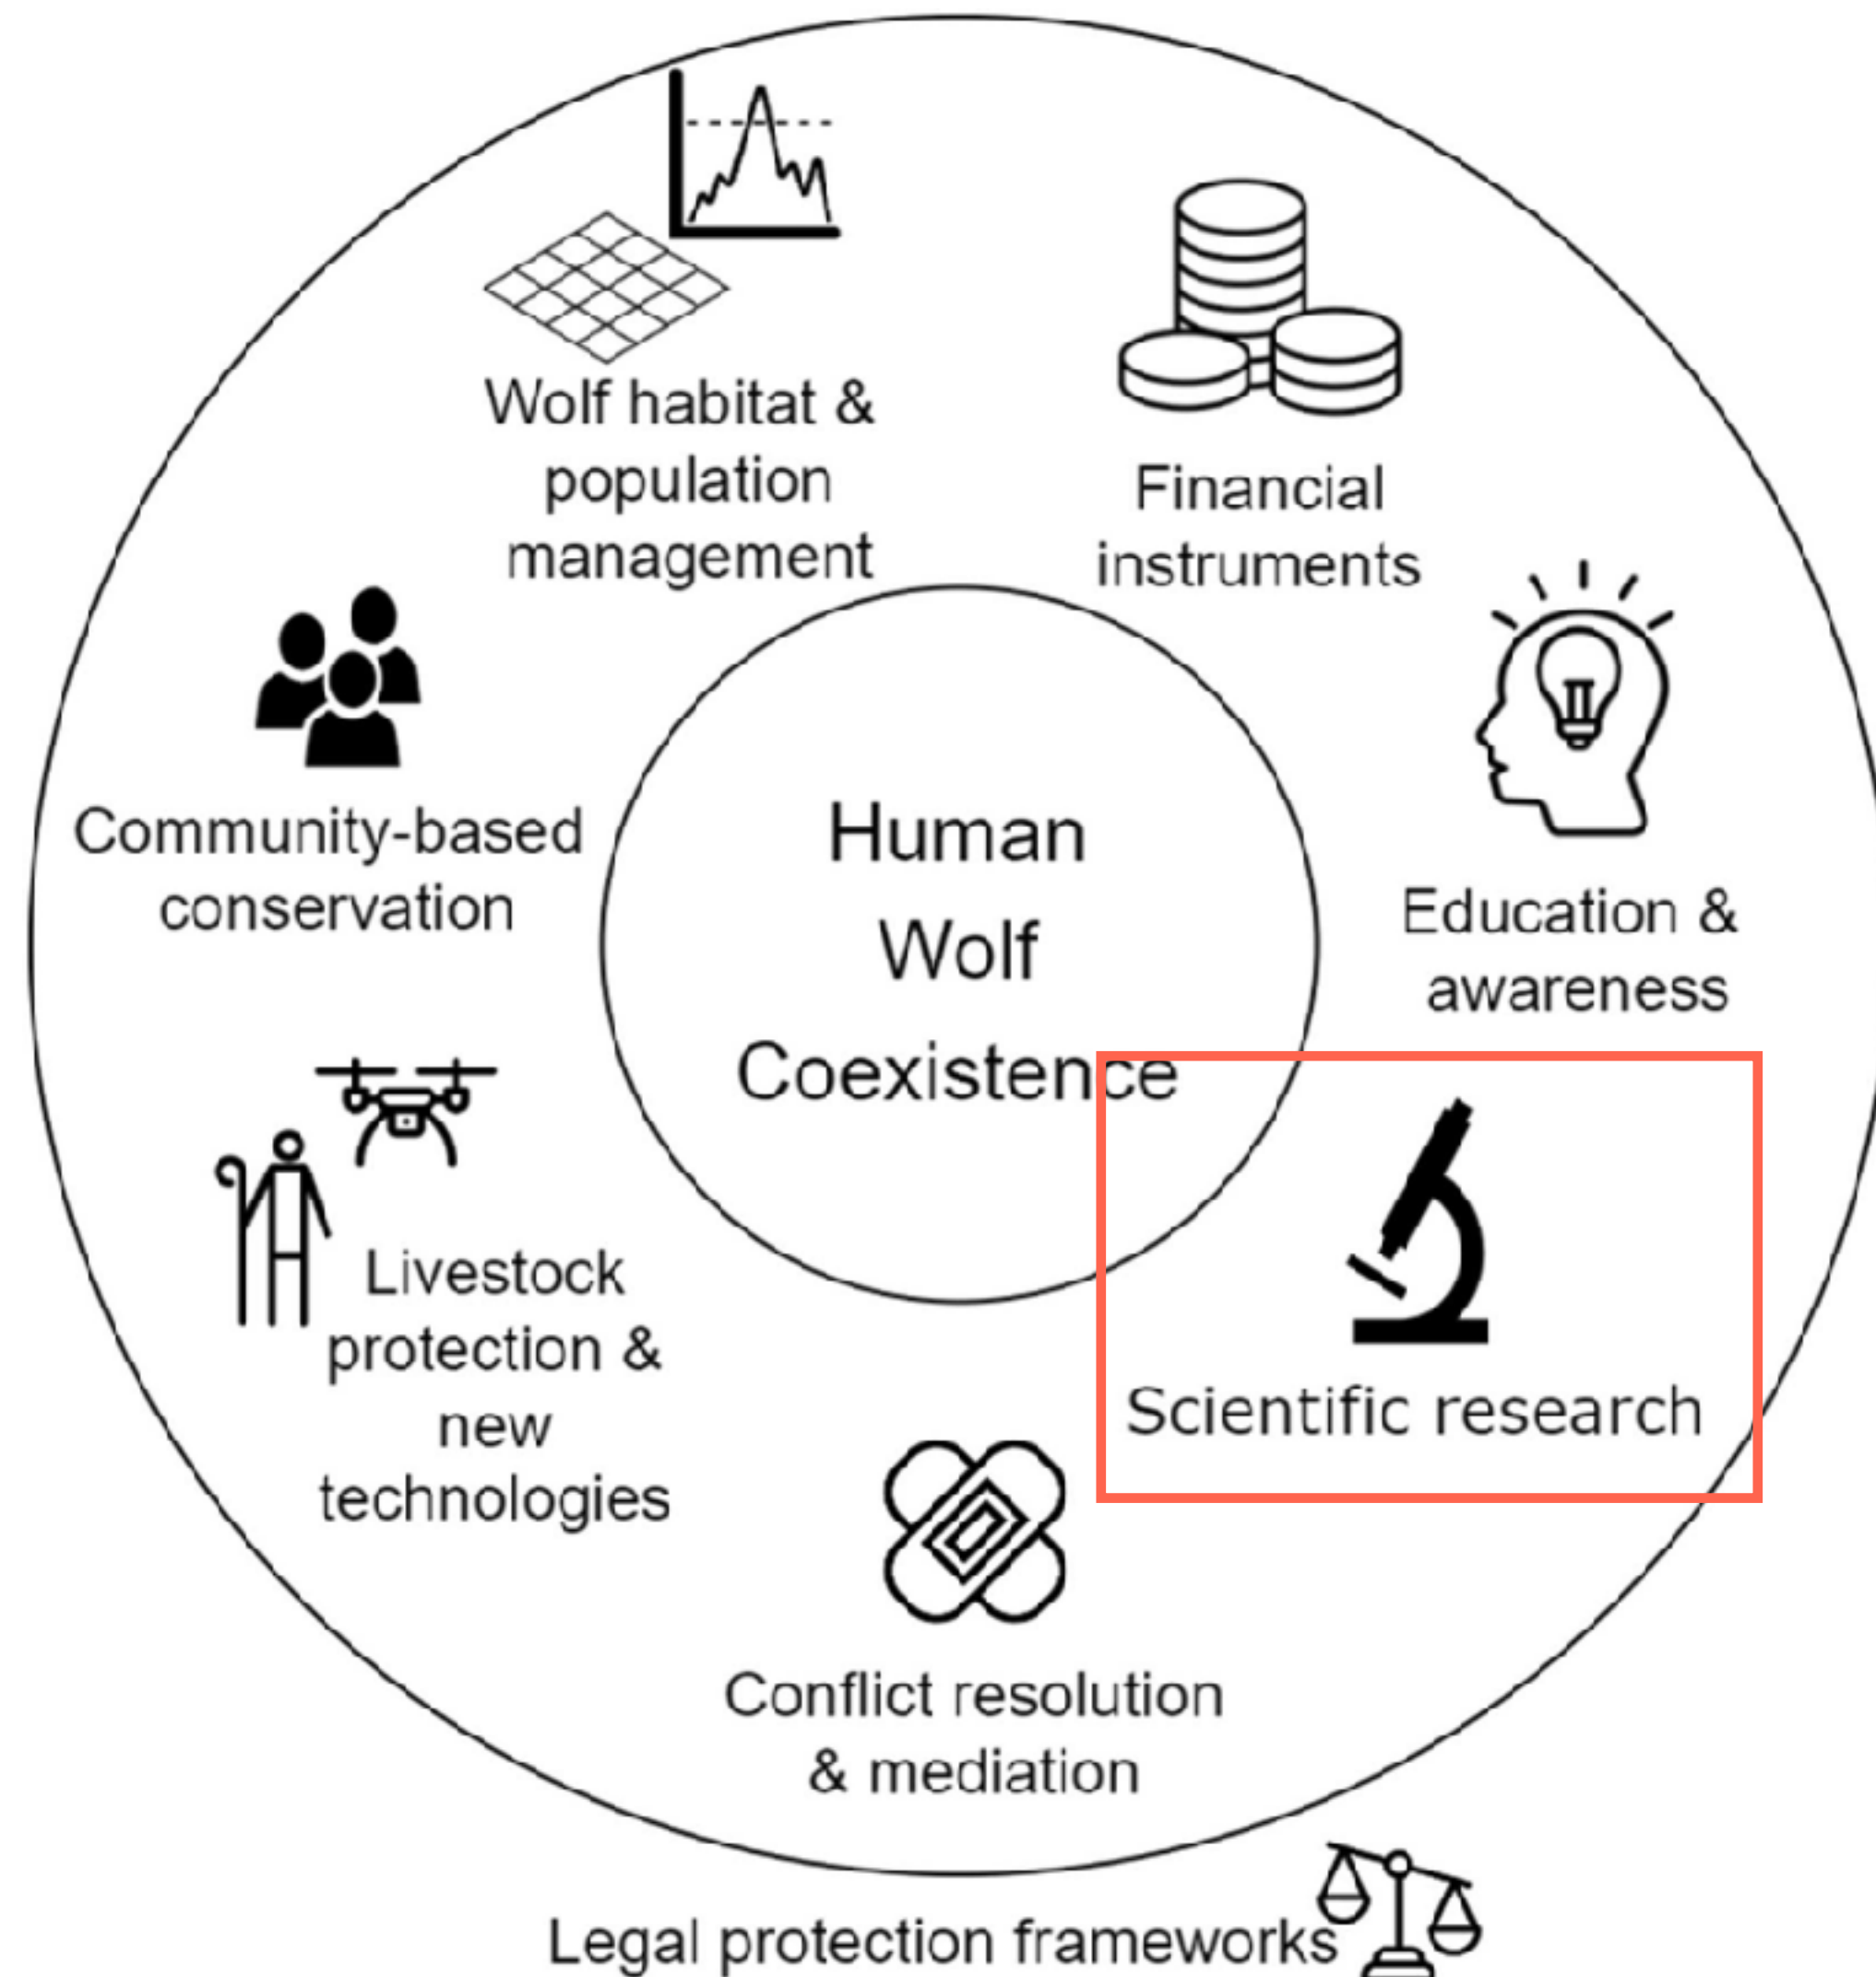 Wolf habitat &
population
management
Financial
instruments
Community-based
conservation
Human
Wolf
Coexistence
Education &
awareness
Livestock
protection &
new
technologies
Scientific research
Conflict resolution
& mediation
Legal protection frameworks